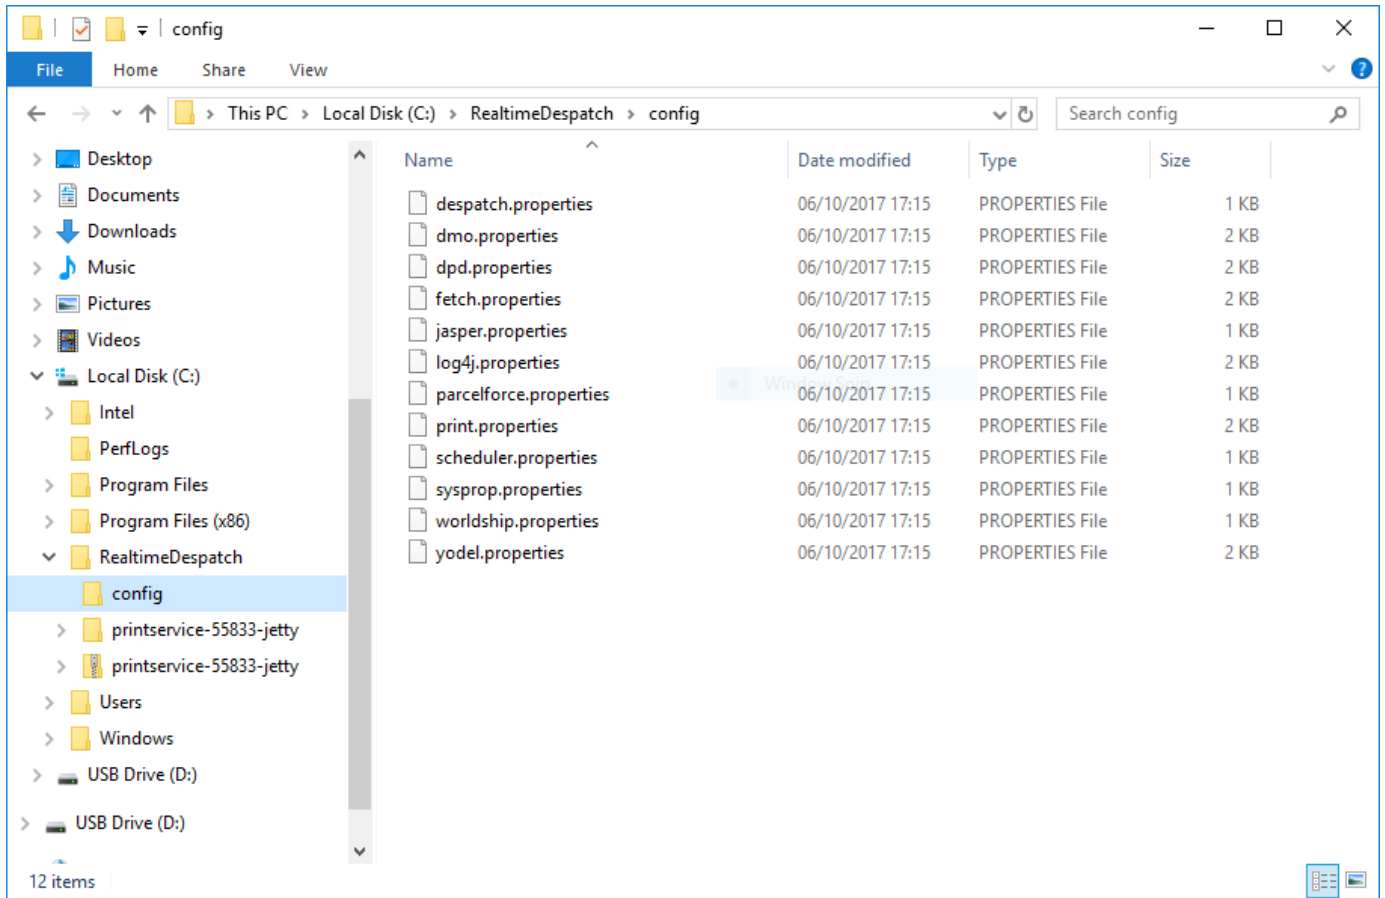 config
File Home Share View
This PC > Local Disk (C:) > RealtimeDespatch > config
Search config
Desktop
Documents
Downloads
Music
Pictures
Videos
Local Disk (C:)
Intel
PerfLogs
Program Files
Program Files (x86)
RealtimeDespatch
config
printservice-55833-jetty
printservice-55833-jetty
Users
Windows
USB Drive (D:)
USB Drive (D:)
Name Date modified Type Size
despatch.properties 06/10/2017 17:15 PROPERTIES File 1 KB
dmo.properties 06/10/2017 17:15 PROPERTIES File 2 KB
dpd.properties 06/10/2017 17:15 PROPERTIES File 2 KB
fetch.properties 06/10/2017 17:15 PROPERTIES File 2 KB
jasper.properties 06/10/2017 17:15 PROPERTIES File 1 KB
log4j.properties 06/10/2017 17:15 PROPERTIES File 2 KB
Window Snip
parcelforce.properties 06/10/2017 17:15 PROPERTIES File 1 KB
print.properties 06/10/2017 17:15 PROPERTIES File 2 KB
scheduler.properties 06/10/2017 17:15 PROPERTIES File 1 KB
sysprop.properties 06/10/2017 17:15 PROPERTIES File 1 KB
worldship.properties 06/10/2017 17:15 PROPERTIES File 1 KB
yodel.properties 06/10/2017 17:15 PROPERTIES File 2 KB
12 items